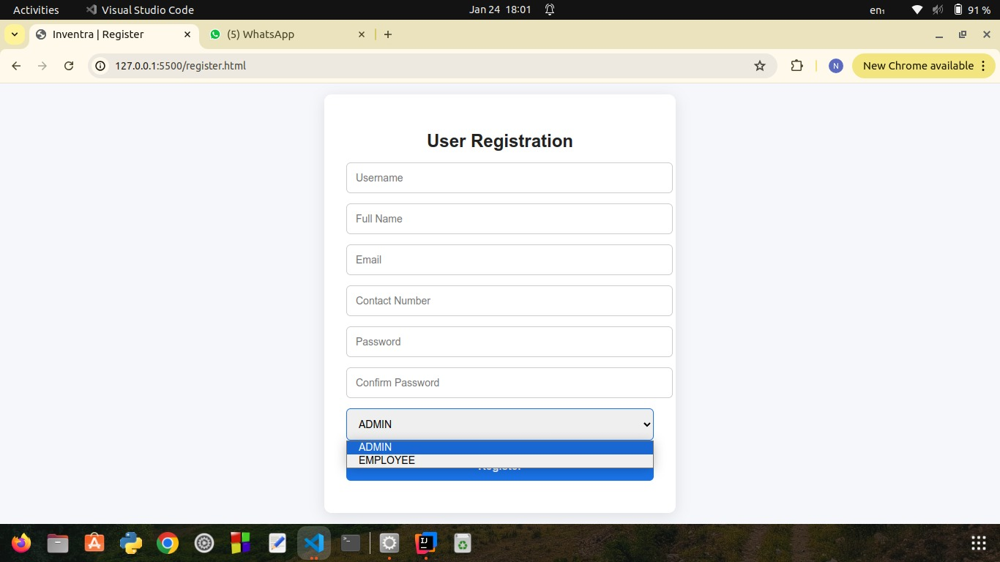 Activities Visual Studio Code Jan 24 18:01 en₁ 91 %
Inventra | Register (5) WhatsApp
127.0.0.1:5500/register.html N New Chrome available
User Registration
Username
Full Name
Email
Contact Number
Password
Confirm Password
ADMIN
ADMIN
EMPLOYEE
Register